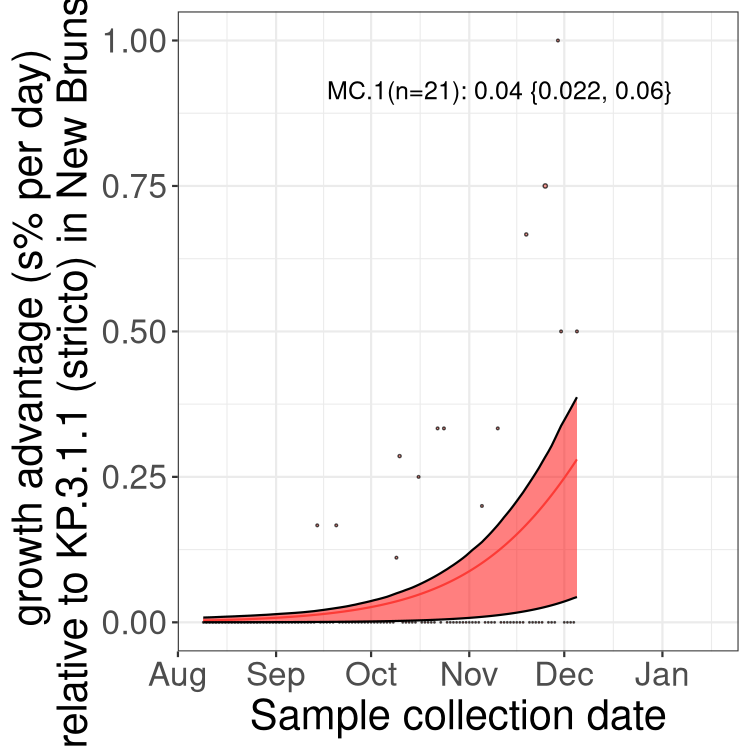 growth advantage (s% per day)
relative to KP.3.1.1 (stricto) in New Bruns
1.00
0.75
0.50
0.25
0.00
MC.1(n=21): 0.04 {0.022, 0.06}
Aug Sep Oct Nov Dec Jan
Sample collection date